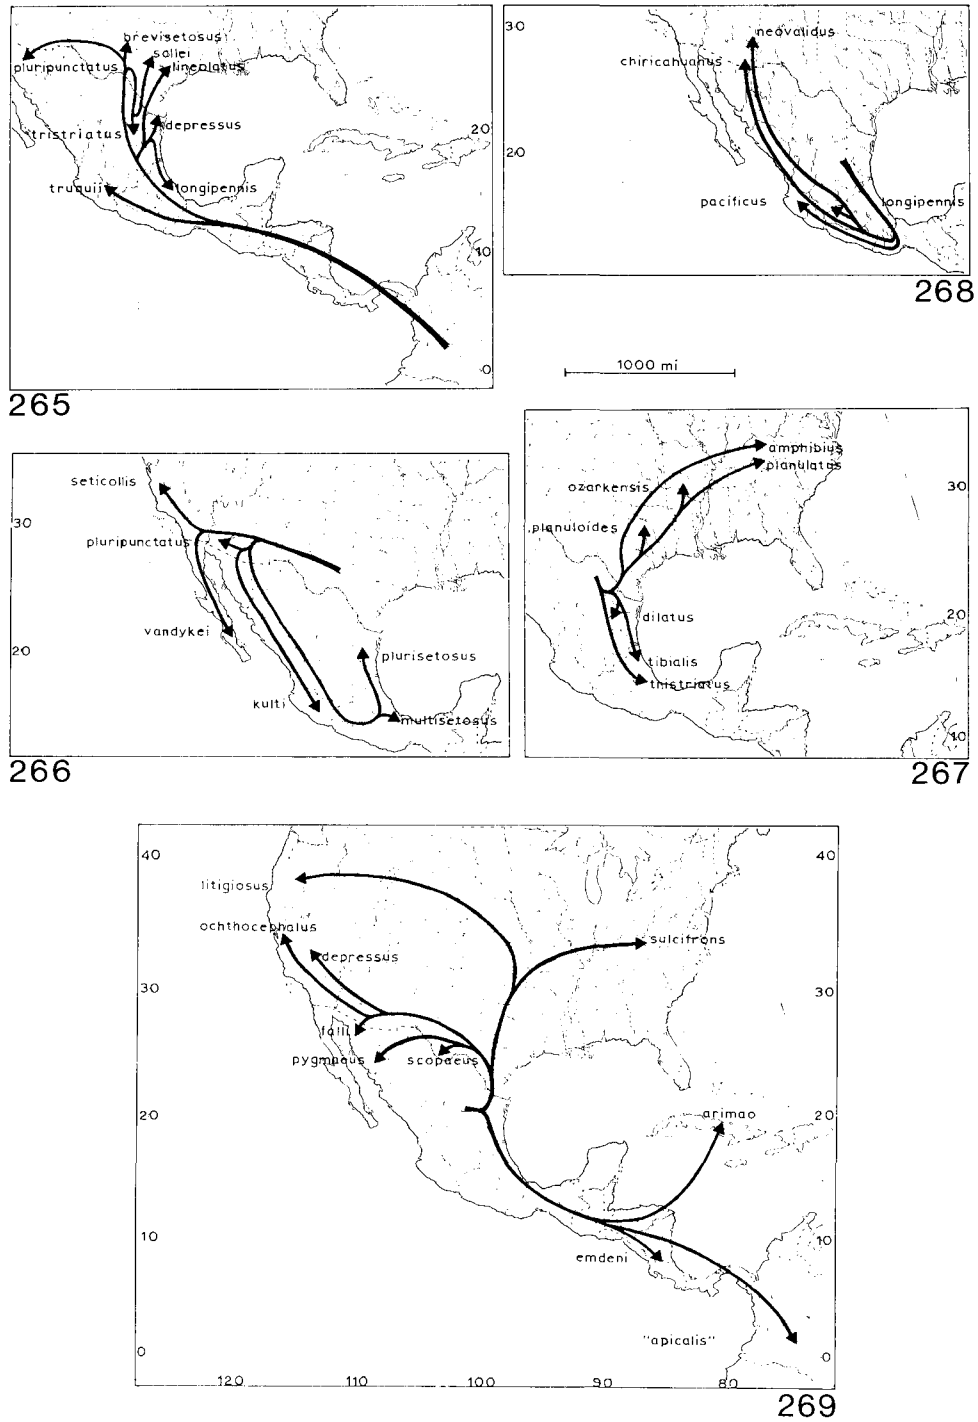 brevisetosus
sallei
pluripunctatus
lineolatus
tristriatus
depressus
20
truquii
longipennis
10
0
265
30
neovalidus
chiricahuanus
20
pacificus
longipennis
268
1000 mi
seticollis
30
pluripunctatus
vandykei
20
plurisetosus
kulti
multisetosus
266
amphibius
planulatus
ozarkensis
30
planuloides
dilatus
20
tibialis
tristriatus
10
267
40
40
litigiosus
ochthocephalus
sulcifrons
depressus
30
30
falli
pygmaeus
scopaeus
20
arimao
20
10
10
emdeni
"apicalis"
0
0
120
110
100
90
80
269